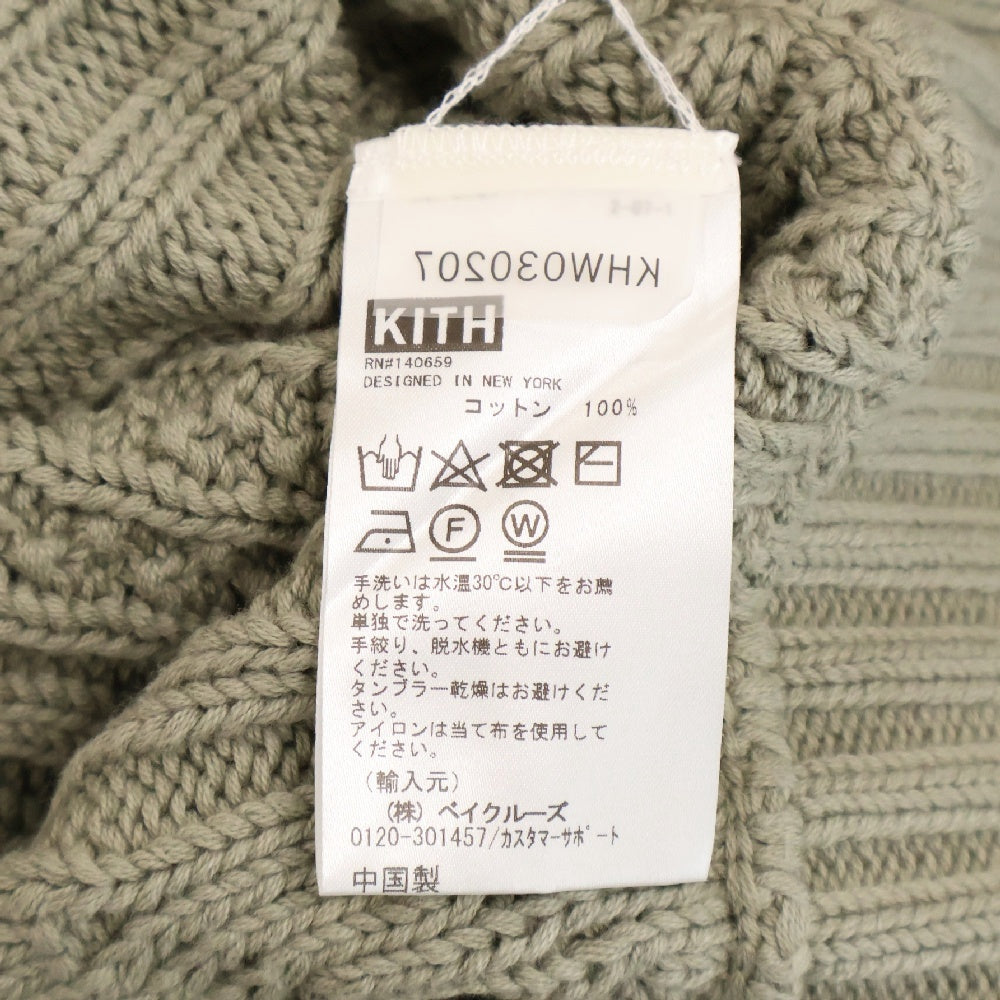 KHW030207
KITH
RN#140659
DESIGNED IN NEW YORK
コットン 100%
F W
手洗いは水温30℃以下をお薦
めします。
単独で洗ってください。
手絞り、脱水機ともにお避け
ください。
タンブラー乾燥はお避けくだ
さい。
アイロンは当て布を使用して
ください。
(輸入元)
(株) ベイクルーズ
0120-301457/カスタマーサポート
中国製